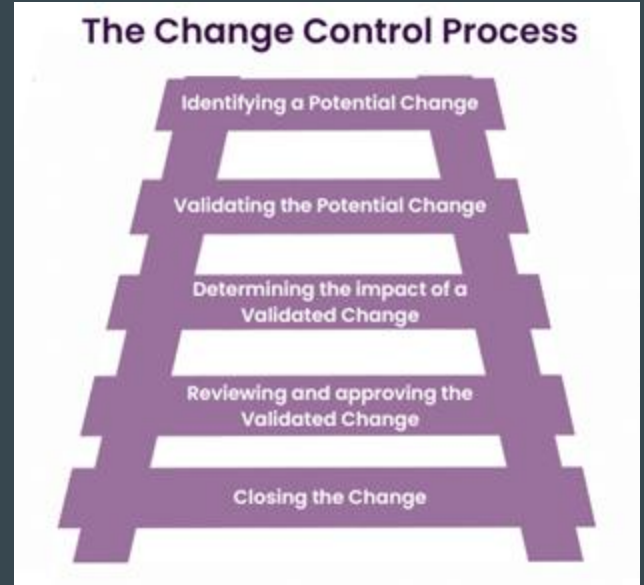 The Change Control Process
Identifying a Potential Change
Validating the Potential Change
Determining the impact of a
Validated Change
Reviewing and approving the
Validated Change
Closing the Change